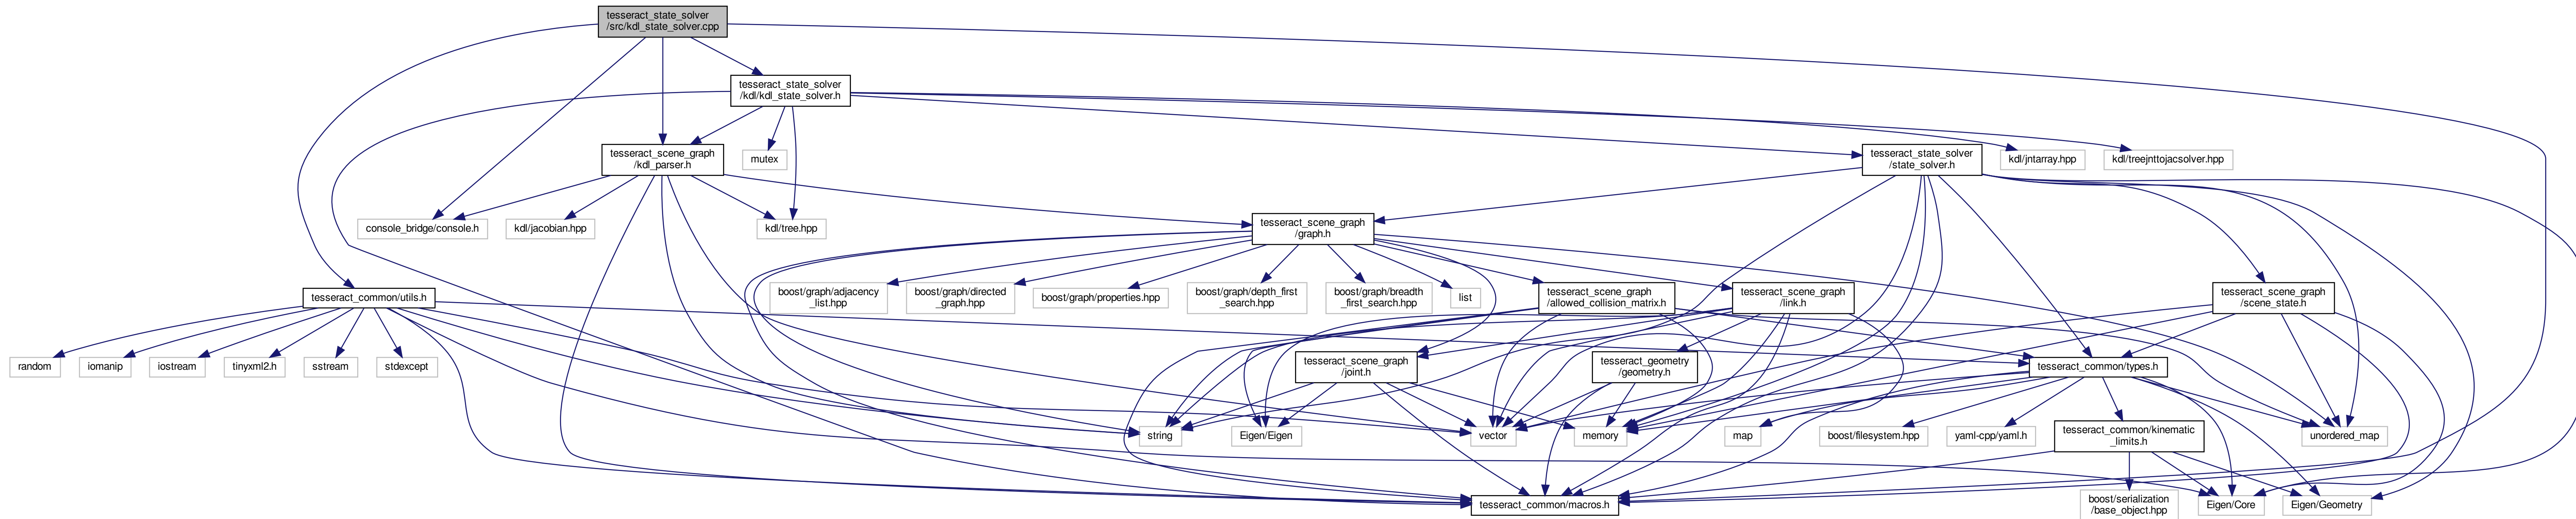 tesseract_state_solver
/src/kdl_state_solver.cpp
tesseract_state_solver
/kdl/kdl_state_solver.h
tesseract_scene_graph
/kdl_parser.h
mutex
tesseract_state_solver
/state_solver.h
kdl/jntarray.hpp
kdl/treejnttojacsolver.hpp
console_bridge/console.h
kdl/jacobian.hpp
kdl/tree.hpp
tesseract_scene_graph
/graph.h
tesseract_common/utils.h
boost/graph/adjacency
_list.hpp
boost/graph/directed
_graph.hpp
boost/graph/properties.hpp
boost/graph/depth_first
_search.hpp
boost/graph/breadth
_first_search.hpp
list
tesseract_scene_graph
/allowed_collision_matrix.h
tesseract_scene_graph
/link.h
tesseract_scene_graph
/scene_state.h
random
iomanip
iostream
tinyxml2.h
sstream
stdexcept
tesseract_scene_graph
/joint.h
tesseract_geometry
/geometry.h
tesseract_common/types.h
string
Eigen/Eigen
vector
memory
map
boost/filesystem.hpp
yaml-cpp/yaml.h
tesseract_common/kinematic
_limits.h
unordered_map
tesseract_common/macros.h
boost/serialization
/base_object.hpp
Eigen/Core
Eigen/Geometry